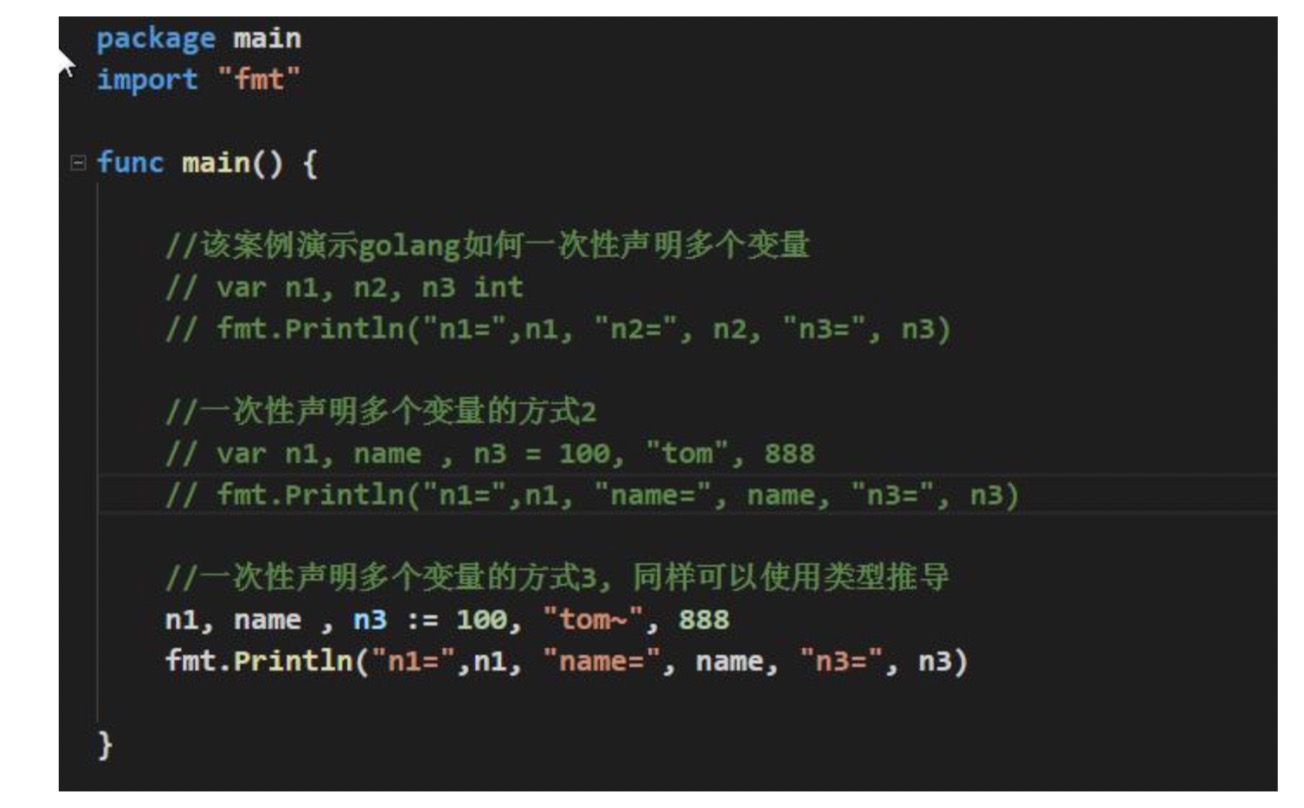 package main
import "fmt"
func main() {
//该案例演示golang如何一次性声明多个变量
// var n1, n2, n3 int
// fmt.Println("n1=",n1, "n2=", n2, "n3=", n3)
//一次性声明多个变量的方式2
// var n1, name , n3 = 100, "tom", 888
// fmt.Println("n1=",n1, "name=", name, "n3=", n3)
//一次性声明多个变量的方式3, 同样可以使用类型推导
n1, name , n3 := 100, "tom~", 888
fmt.Println("n1=",n1, "name=", name, "n3=", n3)
}